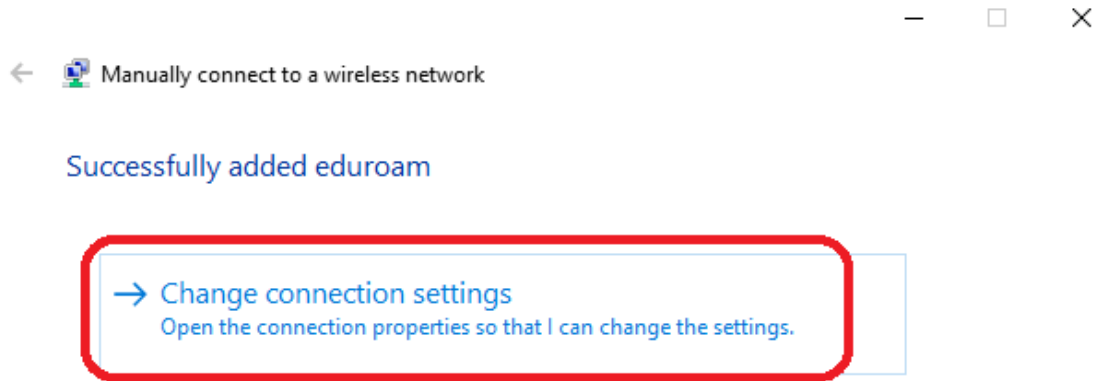 Manually connect to a wireless network
Successfully added eduroam
Change connection settings
Open the connection properties so that I can change the settings.